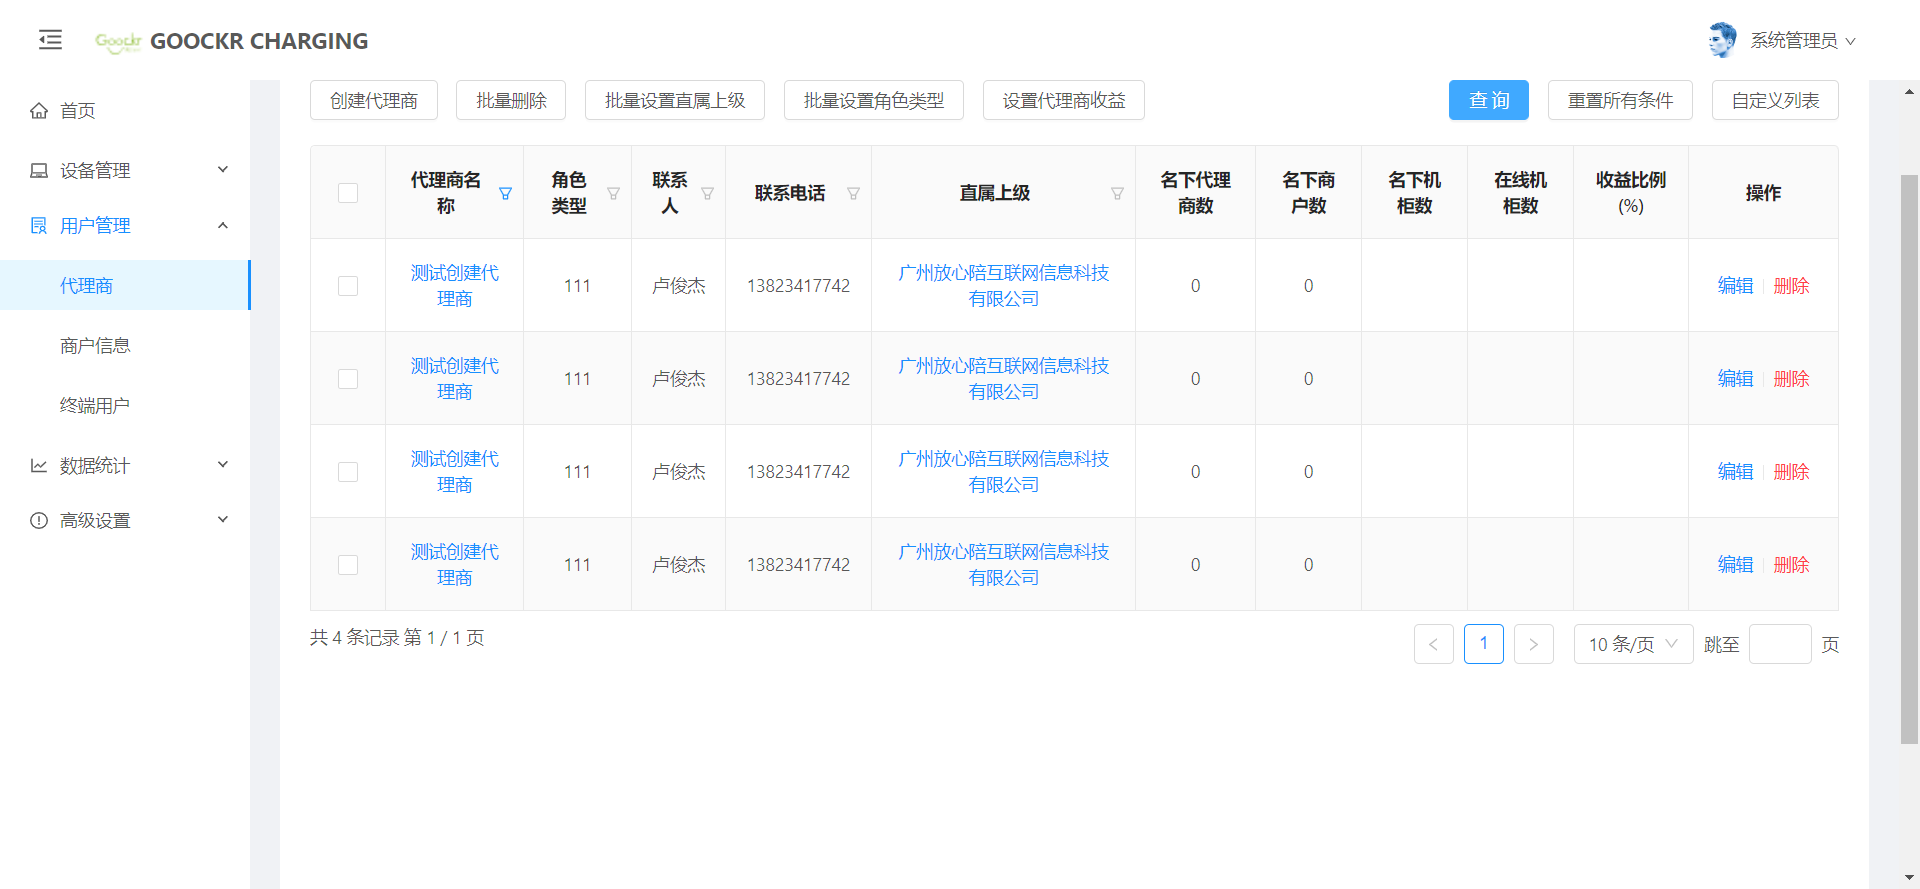 Goockr GOOCKR CHARGING
系统管理员
首页
设备管理
用户管理
代理商
商户信息
终端用户
数据统计
高级设置
创建代理商 批量删除 批量设置直属上级 批量设置角色类型 设置代理商收益 查 询 重置所有条件 自定义列表
代理商名称 角色类型 联系人 联系电话 直属上级 名下代理商数 名下商户数 名下机柜数 在线机柜数 收益比例(%) 操作
测试创建代理商 111 卢俊杰 13823417742 广州放心陪互联网信息科技有限公司 0 0 编辑 删除
测试创建代理商 111 卢俊杰 13823417742 广州放心陪互联网信息科技有限公司 0 0 编辑 删除
测试创建代理商 111 卢俊杰 13823417742 广州放心陪互联网信息科技有限公司 0 0 编辑 删除
测试创建代理商 111 卢俊杰 13823417742 广州放心陪互联网信息科技有限公司 0 0 编辑 删除
共 4 条记录 第 1 / 1 页
< 1 > 10 条/页 跳至 页